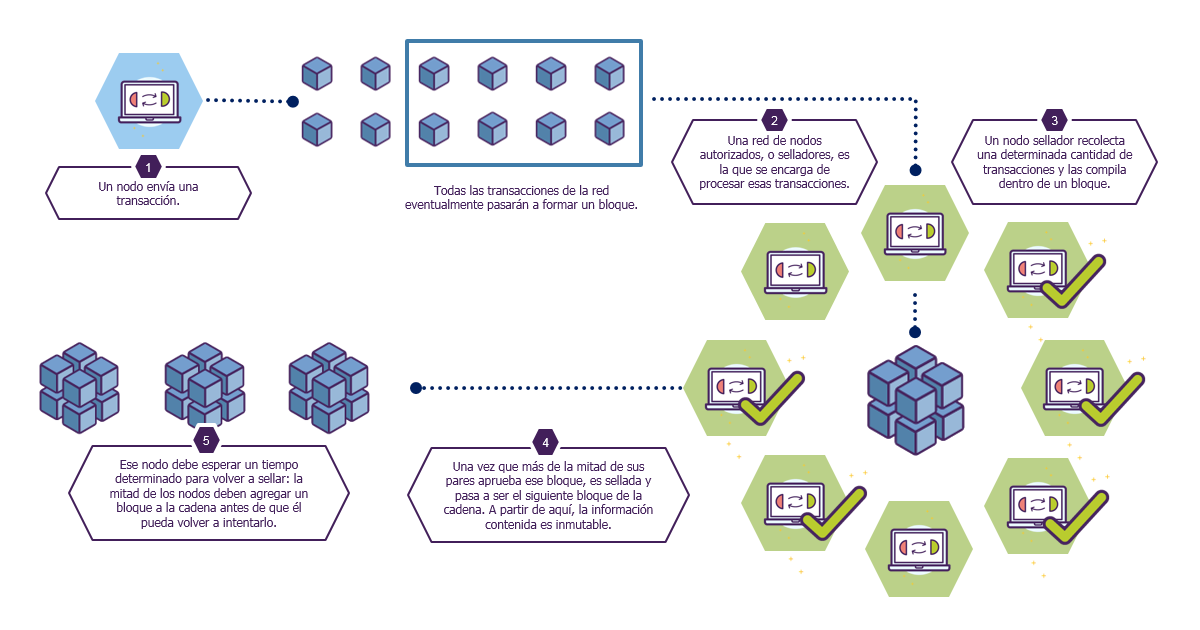 1
Un nodo envía una
transacción.
Todas las transacciones de la red
eventualmente pasarán a formar un bloque.
2
Una red de nodos
autorizados, o selladores, es
la que se encarga de
procesar esas transacciones.
3
Un nodo sellador recolecta
una determinada cantidad de
transacciones y las compila
dentro de un bloque.
4
Una vez que más de la mitad de sus
pares aprueba ese bloque, es sellada y
pasa a ser el siguiente bloque de la
cadena. A partir de aquí, la información
contenida es inmutable.
5
Ese nodo debe esperar un tiempo
determinado para volver a sellar: la
mitad de los nodos deben agregar un
bloque a la cadena antes de que él
pueda volver a intentarlo.